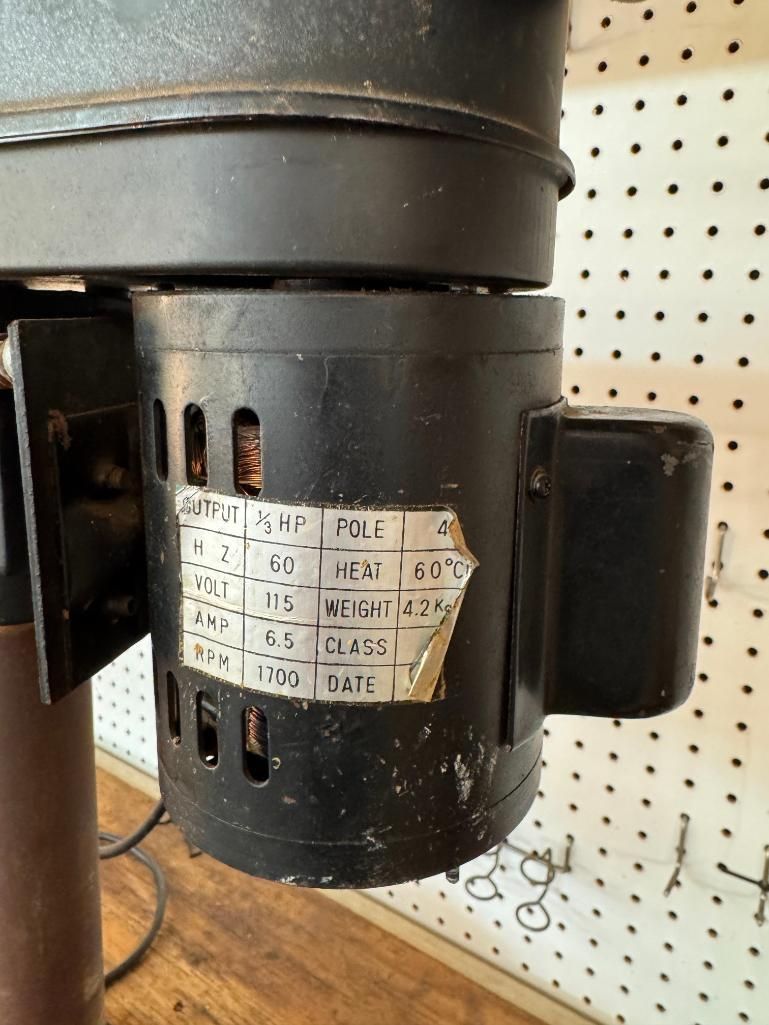 OUTPUT 1/3 HP POLE 4
H Z 60 HEAT 60°C
VOLT 115 WEIGHT 4.2 Kg
AMP 6.5 CLASS
RPM 1700 DATE